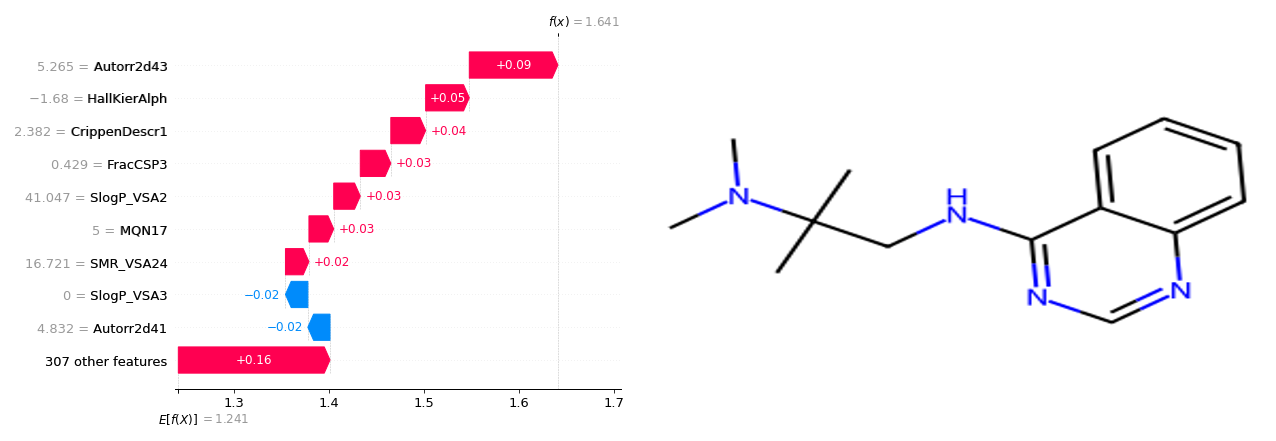 f(x) = 1.641
5.265 = Autorr2d43
+0.09
−1.68 = HallKierAlph
+0.05
2.382 = CrippenDescr1
+0.04
0.429 = FracCSP3
+0.03
41.047 = SlogP_VSA2
+0.03
5 = MQN17
+0.03
16.721 = SMR_VSA24
+0.02
0 = SlogP_VSA3
−0.02
4.832 = Autorr2d41
−0.02
307 other features
+0.16
1.3 1.4 1.5 1.6 1.7
E[f(X)] = 1.241
N
H
N
N
N